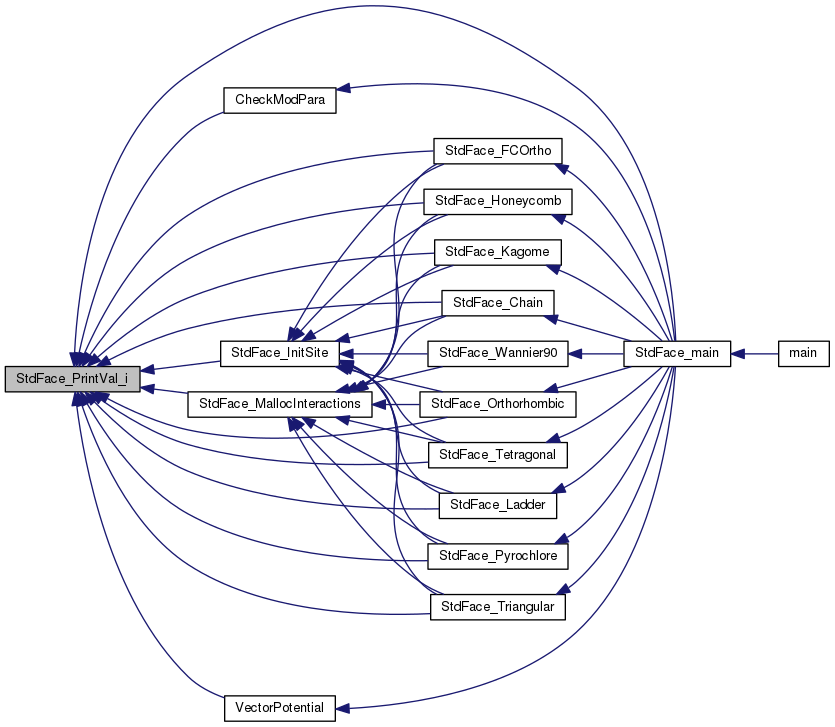 CheckModPara
StdFace_FCOrtho
StdFace_Honeycomb
StdFace_Kagome
StdFace_Chain
StdFace_InitSite
StdFace_Wannier90
StdFace_main
main
StdFace_PrintVal_i
StdFace_MallocInteractions
StdFace_Orthorhombic
StdFace_Tetragonal
StdFace_Ladder
StdFace_Pyrochlore
StdFace_Triangular
VectorPotential